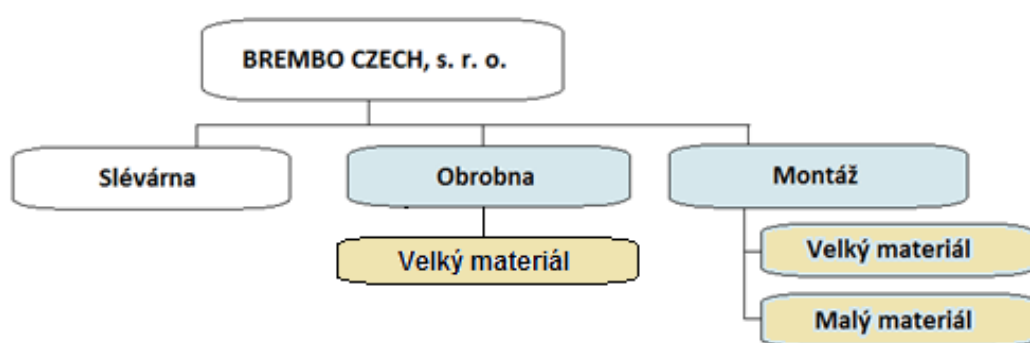 BREMBO CZECH, s. r. o.
Slévárna
Obrobna
Montáž
Velký materiál
Velký materiál
Malý materiál